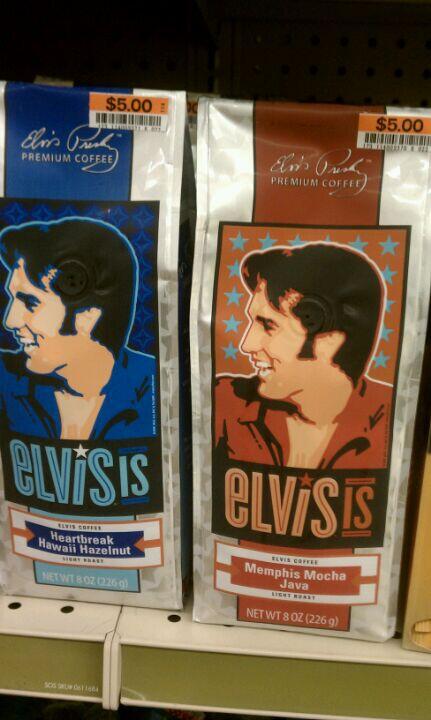 $5.00
Elvis Presley
PREMIUM COFFEE
ELViS IS
ELVIS COFFEE
Heartbreak
Hawaii Hazelnut
LIGHT ROAST
NET WT 8 OZ (226 g)
$5.00
Elvis Presley
PREMIUM COFFEE
ELViS IS
ELVIS COFFEE
Memphis Mocha
Java
LIGHT ROAST
NET WT 8 OZ (226 g)